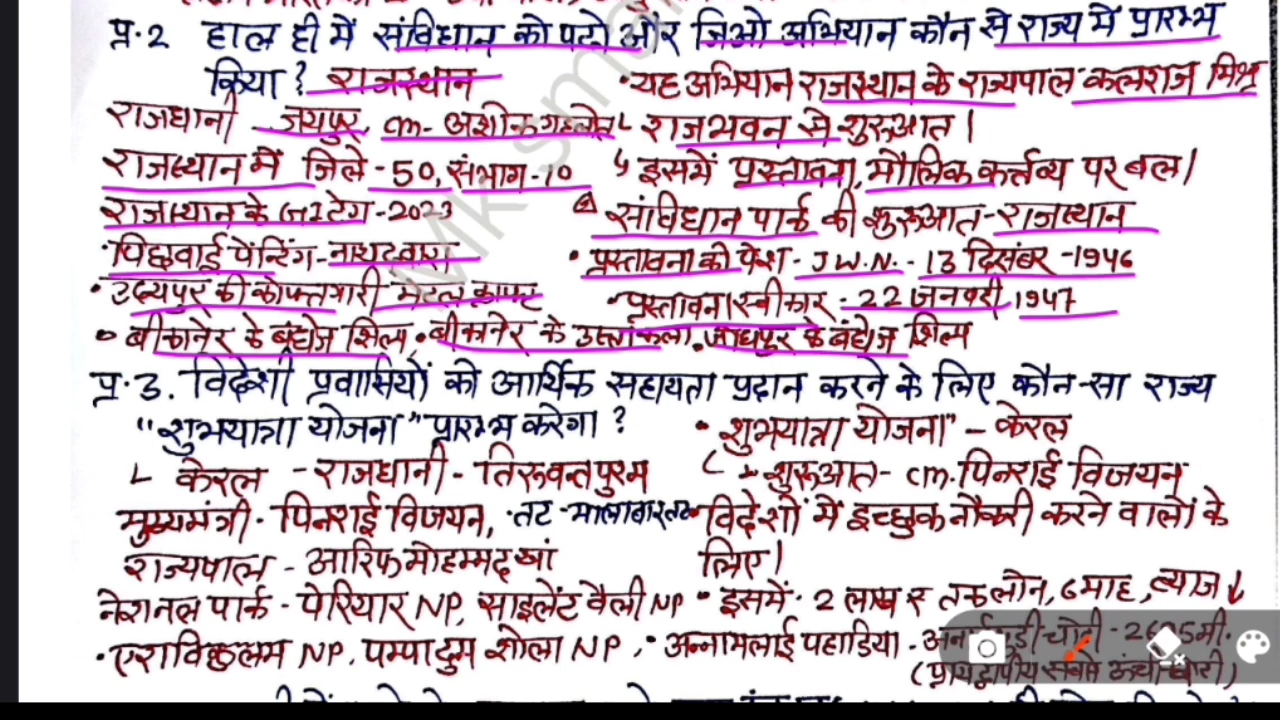 प्र.2 हाल ही में संविधान को पढो और जिओ अभियान कौन से राज्य में प्रारम्भ
किया? राजस्थान • यह अभियान राजस्थान के राज्यपाल कलराज मिश्र
राजधानी जयपुर, cm- अशोक गहलोत राजभवन से शुरुआत।
राजस्थान में जिले - 50, संभाग-10 इसमें प्रस्तावना, मौलिक कर्त्तव्य पर बल।
राजस्थान के जीआई टेग - 2023 संविधान पार्क की शुरुआत - राजस्थान
• पिछवाई पेंन्टिंग - नाथद्वारा • प्रस्तावना को पेश - J.W.N. - 13 दिसंबर - 1946
• उदयपुर की कोफ्तगारी मेटल क्राफ्ट • प्रस्तावना स्वीकार - 22 जनवरी 1947
• बीकानेर के शिल्प • बीकानेर के उस्ता कला • जोधपुर के बंधेज शिल्प
प्र.3. विदेशी प्रवासियों को आर्थिक सहायता प्रदान करने के लिए कौन-सा राज्य
"शुभयात्रा योजना" प्रारम्भ करेगा? • शुभयात्रा योजना" - केरल
केरल - राजधानी - तिरुवन्तपुरम शुरुआत - cm. पिनराई विजयन
मुख्यमंत्री - पिनराई विजयन, • तट - मालाबार तट • विदेशों में इच्छुक नौकरी करने वालों के
राज्यपाल - आरिफ मोहम्मद खां लिए।
नेशनल पार्क - पेरियार NP, साइलेंट वैली NP • इसमें - 2 लाख रु तक लोन, 6 माह, ब्याज ↓
• NP, पम्पादुम शोला NP, • अन्नामलाई पहाडिया -